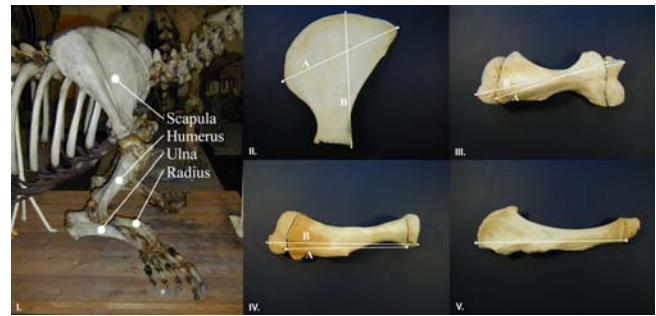 Scapula
Humerus
Ulna
Radius
I.
A
B
II.
B
A
III.
B
A
IV.
V.